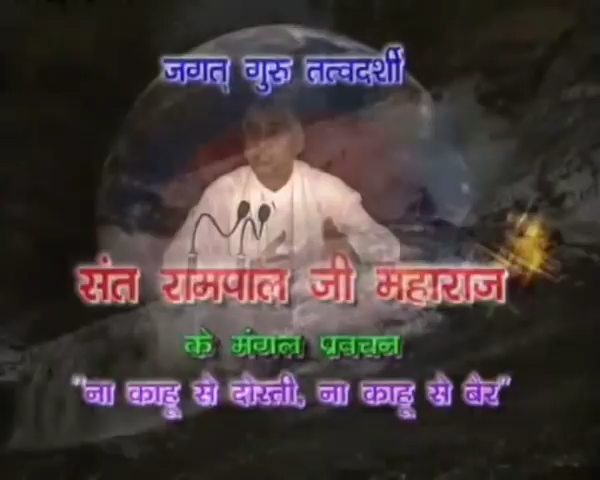 जगत् गुरु तत्वदर्शी
संत रामपाल जी महाराज
के मंगल प्रवचन
"ना काहू से दोस्ती, ना काहू से बैर"